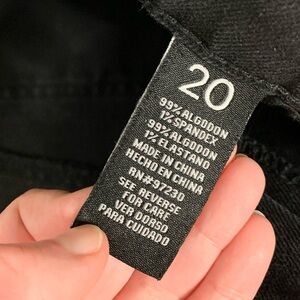 20
99% ALGODON
1% SPANDEX
99% ALGODON
1% ELASTANO
MADE IN CHINA
HECHO EN CHINA
RN#97230
SEE REVERSE
FOR CARE
VER DORSO
PARA CUIDADO